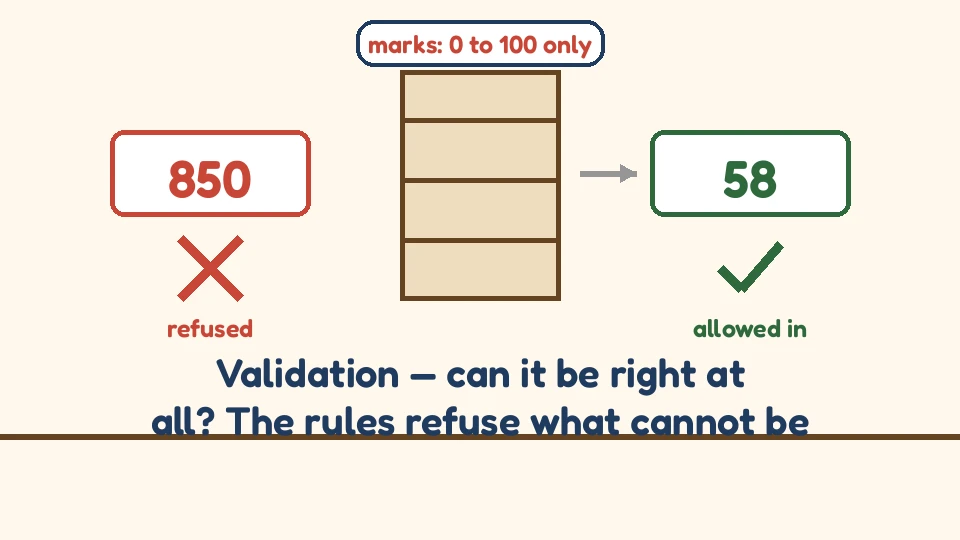 marks: 0 to 100 only
850
58
refused
allowed in
Validation — can it be right at
all? The rules refuse what cannot be